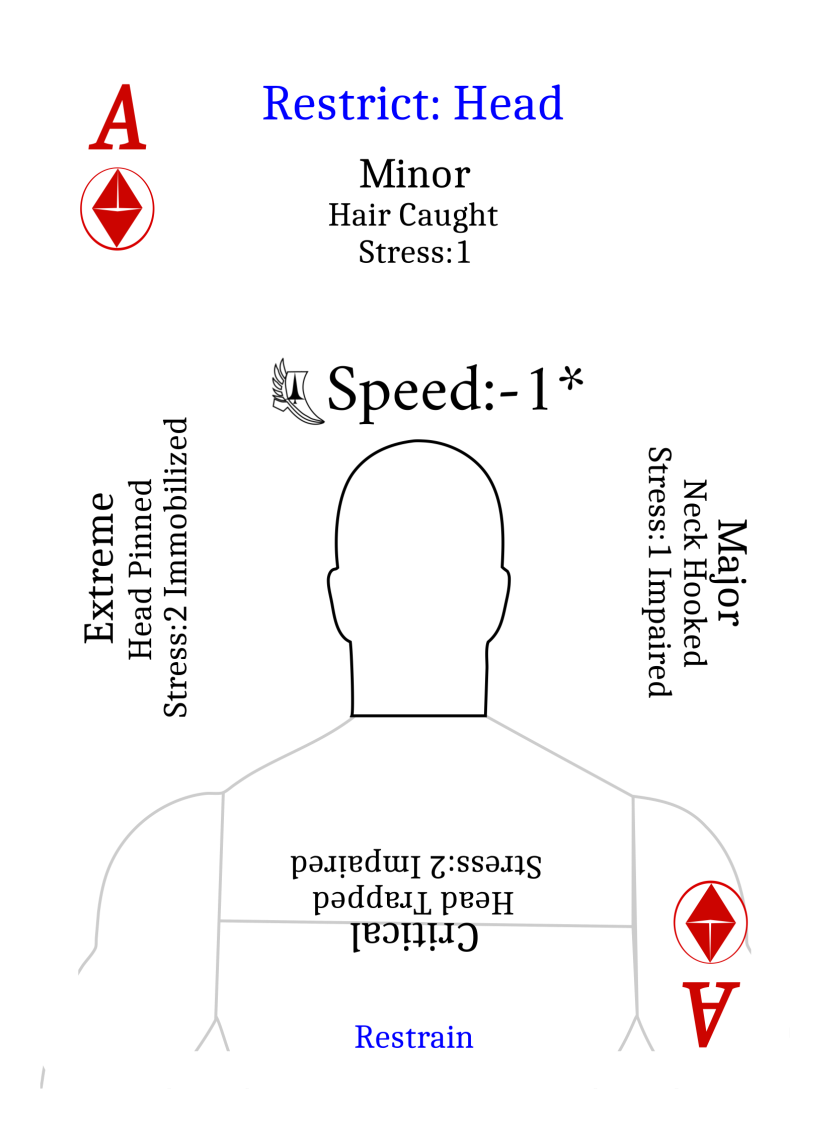 A
Restrict: Head
Minor
Hair Caught
Stress:1
Speed:-1*
Extreme
Head Pinned
Stress:2 Immobilized
Major
Neck Hooked
Stress:1 Impaired
Critical
Head Trapped
Stress:2 Impaired
Restrain
A